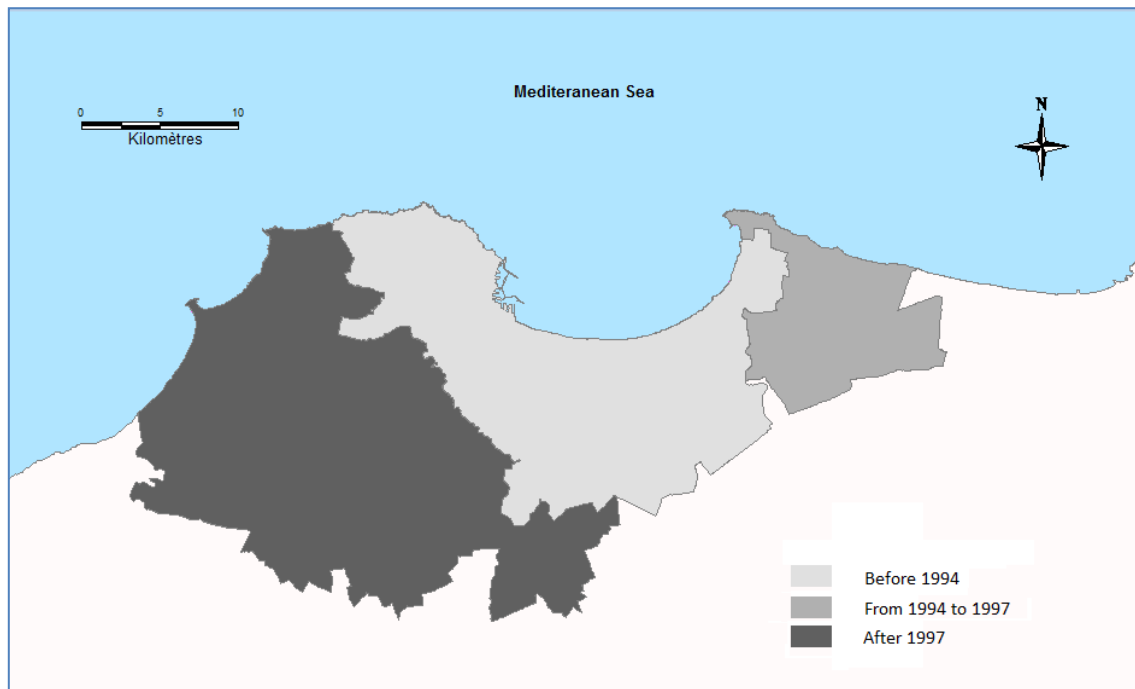 Mediteranean Sea
0 5 10
Kilomètres
N
Before 1994
From 1994 to 1997
After 1997